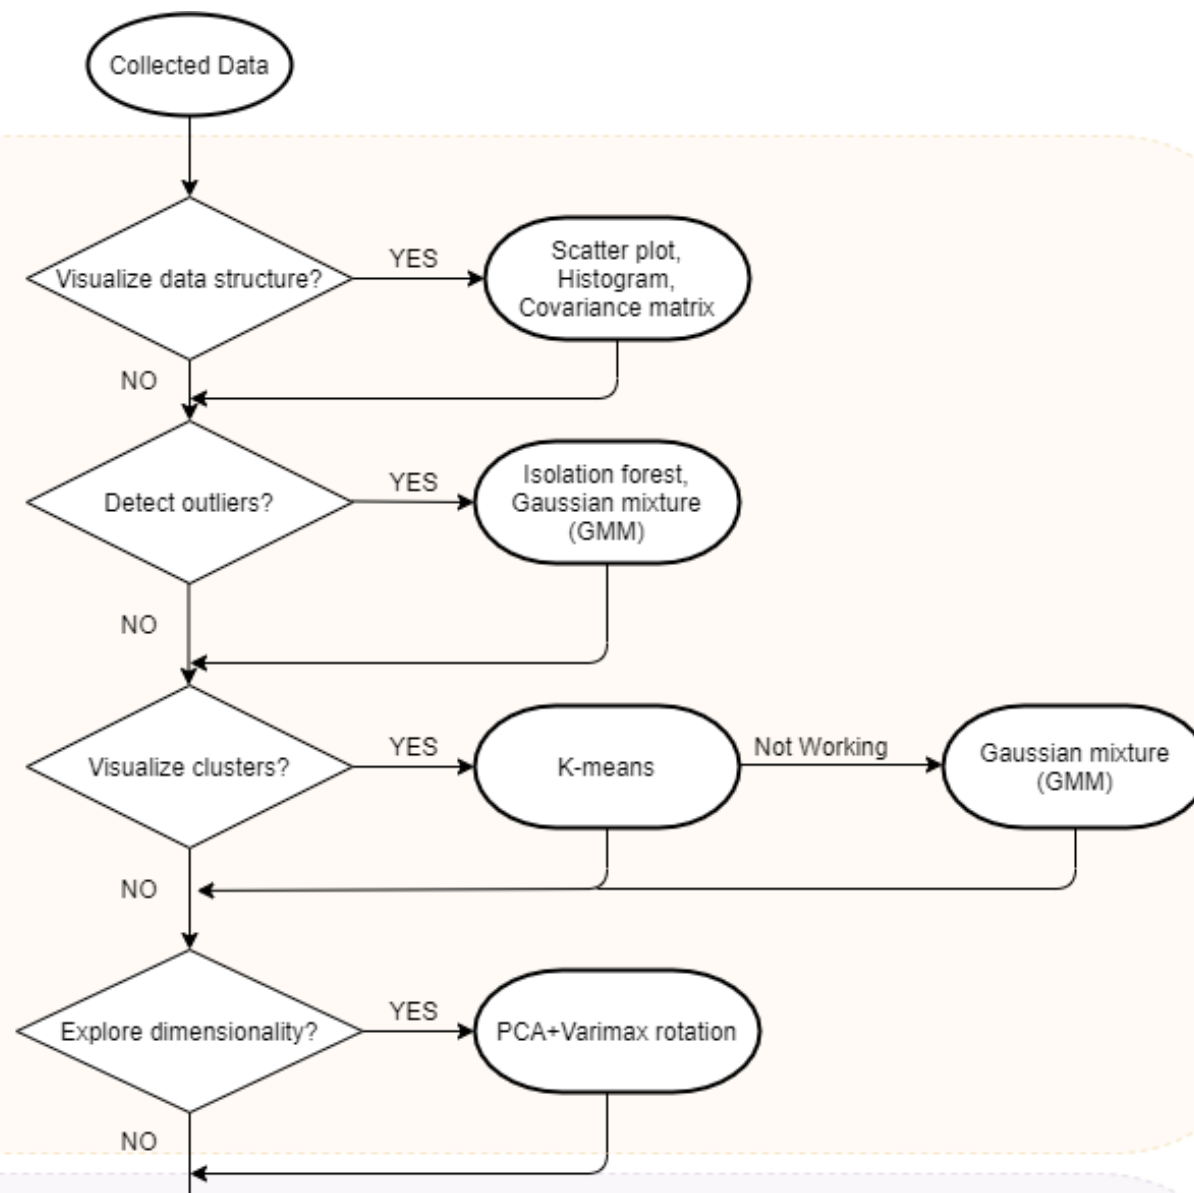 Collected Data
Visualize data structure?
YES
Scatter plot,
Histogram,
Covariance matrix
NO
Detect outliers?
YES
Isolation forest,
Gaussian mixture
(GMM)
NO
Visualize clusters?
YES
K-means
Not Working
Gaussian mixture
(GMM)
NO
Explore dimensionality?
YES
PCA+Varimax rotation
NO